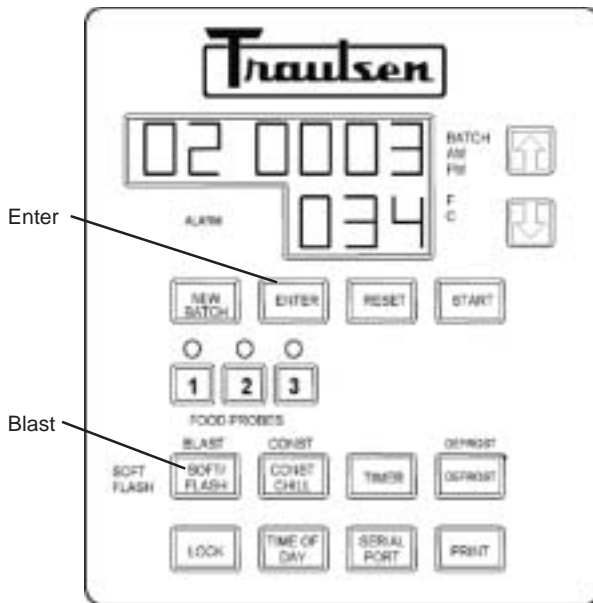 Traulsen
02 0003
BATCH
AM
PM
034
F
C
ALARM
Enter
NEW BATCH ENTER RESET START
1 2 3
FOOD PROBES
Blast
BLAST CONST DEFROST
SOFT FLASH
SOFT/ FLASH CONST CHILL TIMER DEFROST
LOCK TIME OF DAY SERIAL PORT PRINT